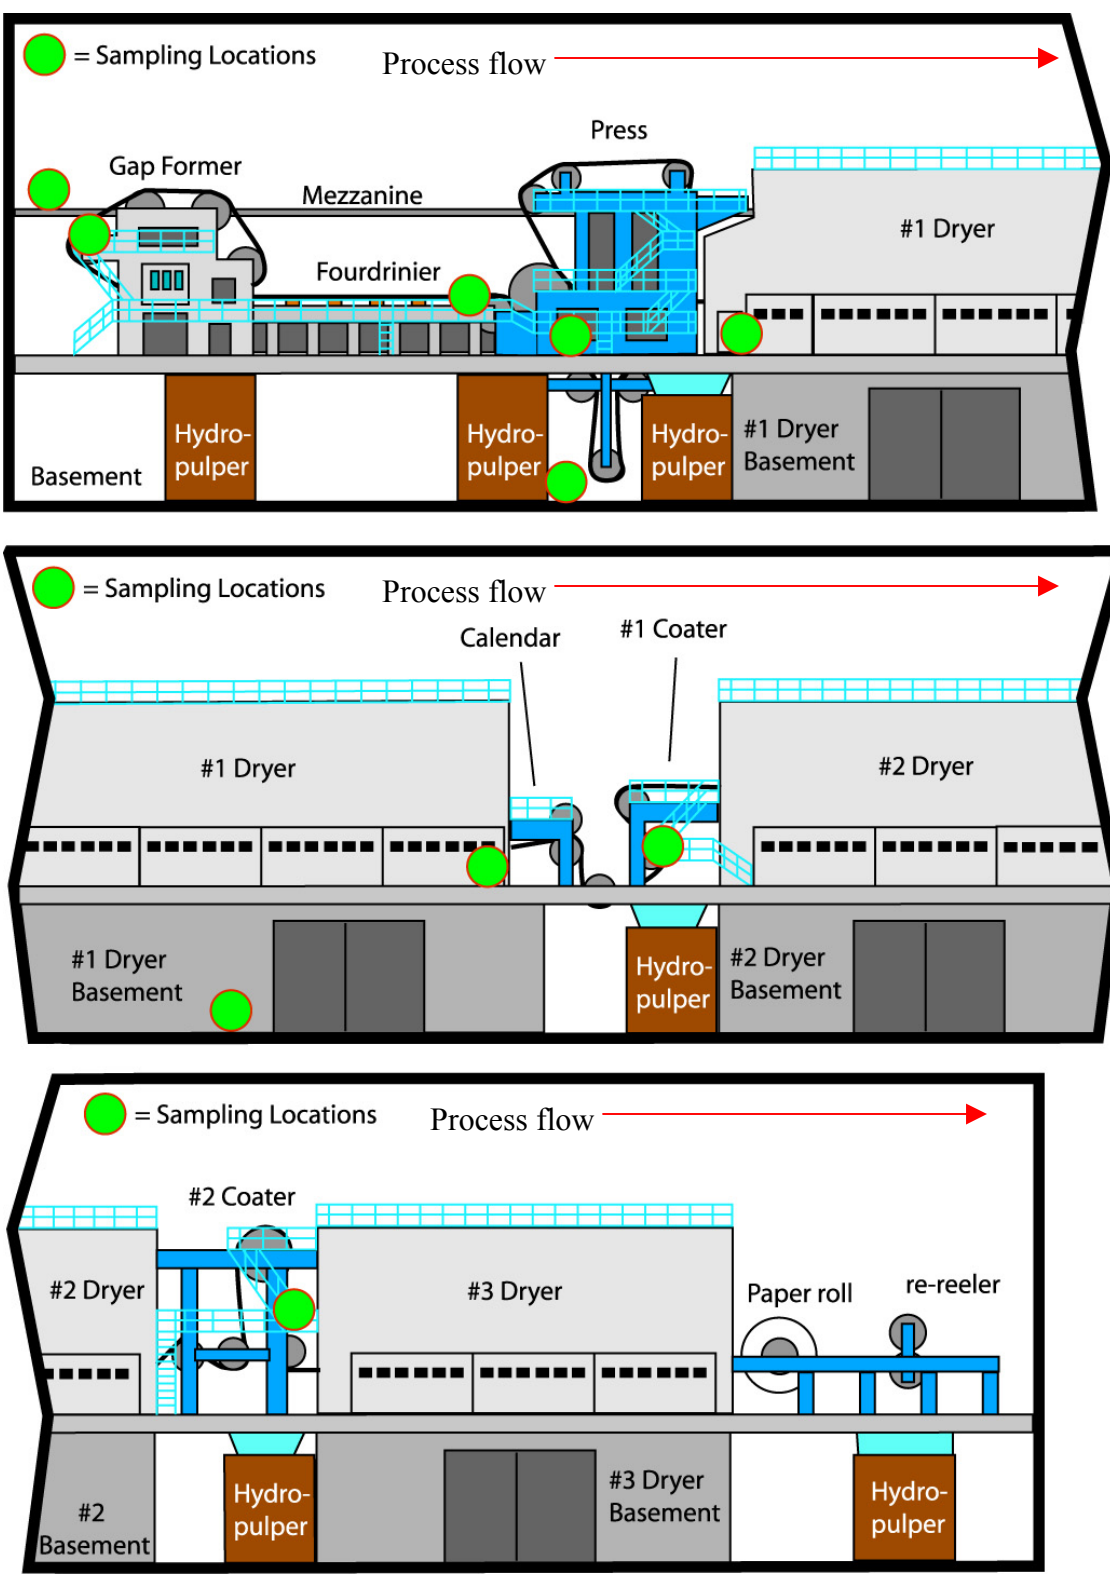 = Sampling Locations
Process flow
Press
Gap Former
Mezzanine
#1 Dryer
Fourdrinier
Hydro-
pulper
Hydro-
pulper
Hydro-
pulper
#1 Dryer
Basement
Basement
= Sampling Locations
Process flow
Calendar
#1 Coater
#1 Dryer
#2 Dryer
#1 Dryer
Basement
Hydro-
pulper
#2 Dryer
Basement
= Sampling Locations
Process flow
#2 Coater
#2 Dryer
#3 Dryer
Paper roll
re-reeler
#2
Basement
Hydro-
pulper
#3 Dryer
Basement
Hydro-
pulper